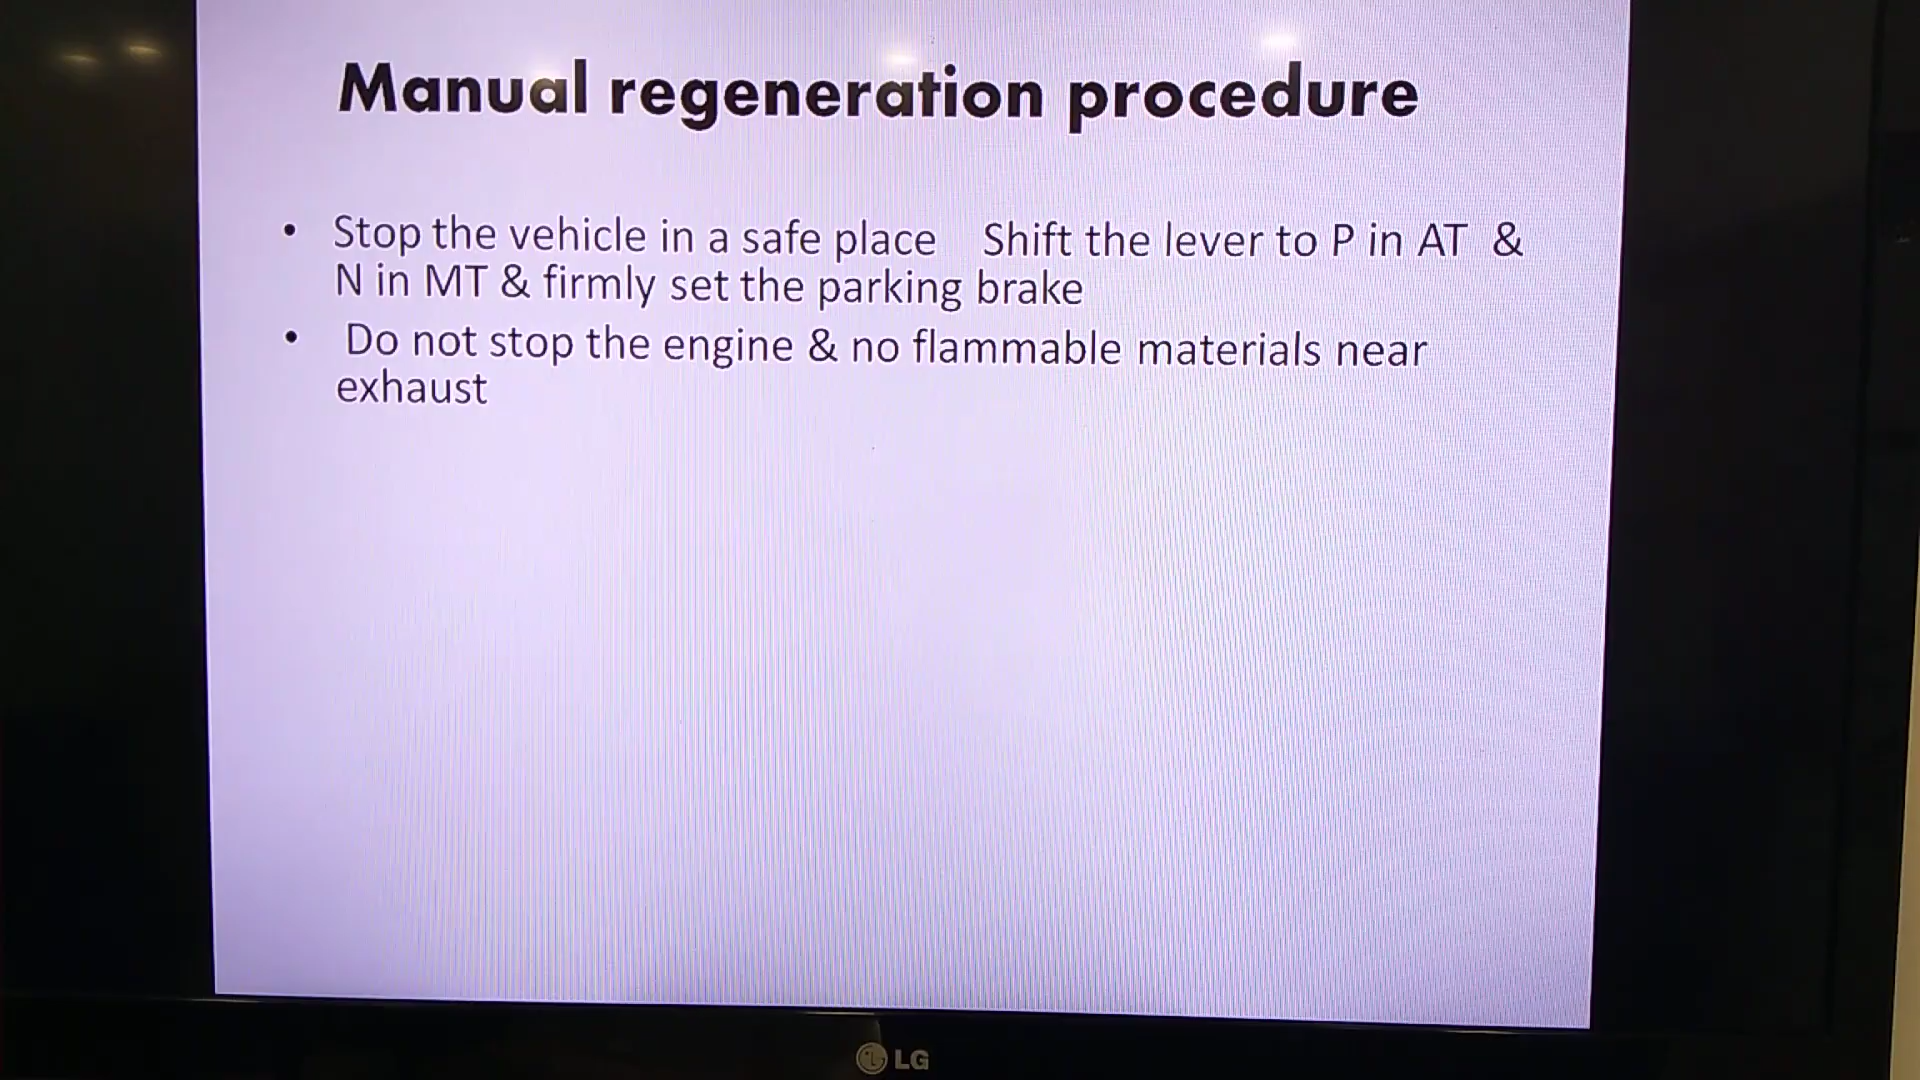 Manual regeneration procedure
• Stop the vehicle in a safe place Shift the lever to P in AT &
N in MT & firmly set the parking brake
• Do not stop the engine & no flammable materials near
exhaust
LG